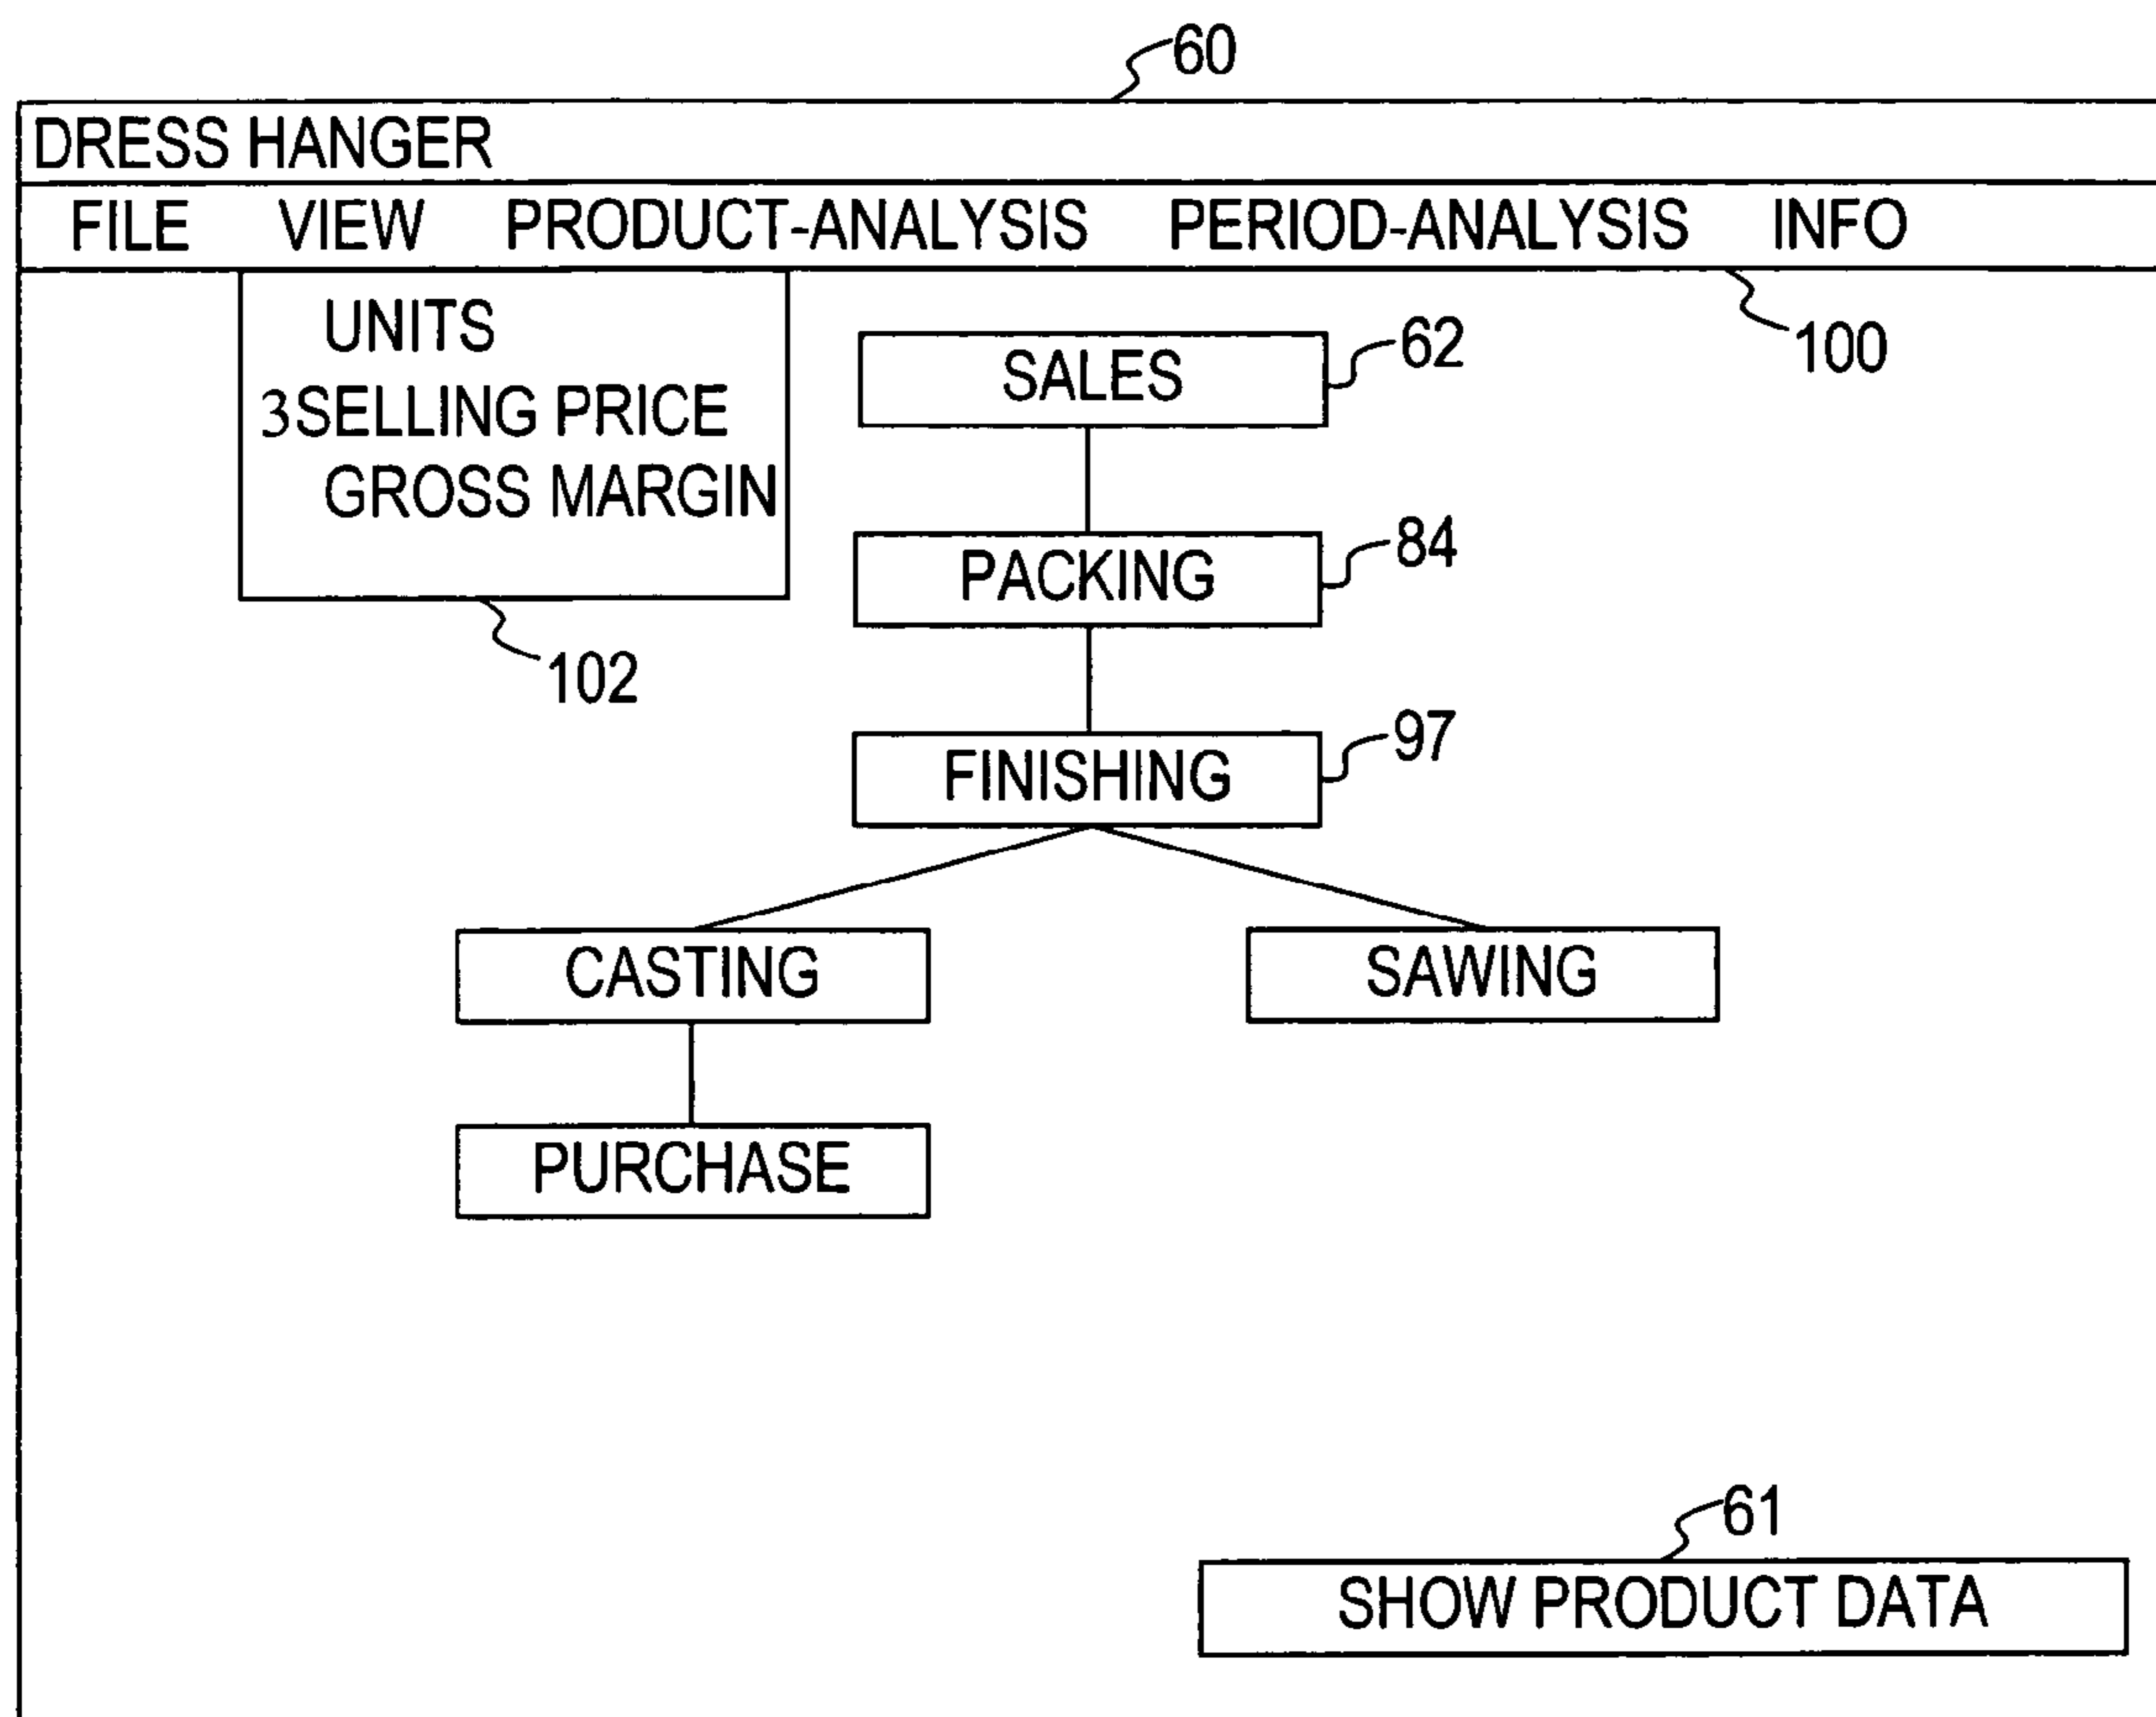 60
DRESS HANGER
FILE VIEW PRODUCT-ANALYSIS PERIOD-ANALYSIS INFO
UNITS
3SELLING PRICE
GROSS MARGIN
102
100
SALES 62
PACKING 84
FINISHING 97
CASTING SAWING
PURCHASE
61
SHOW PRODUCT DATA